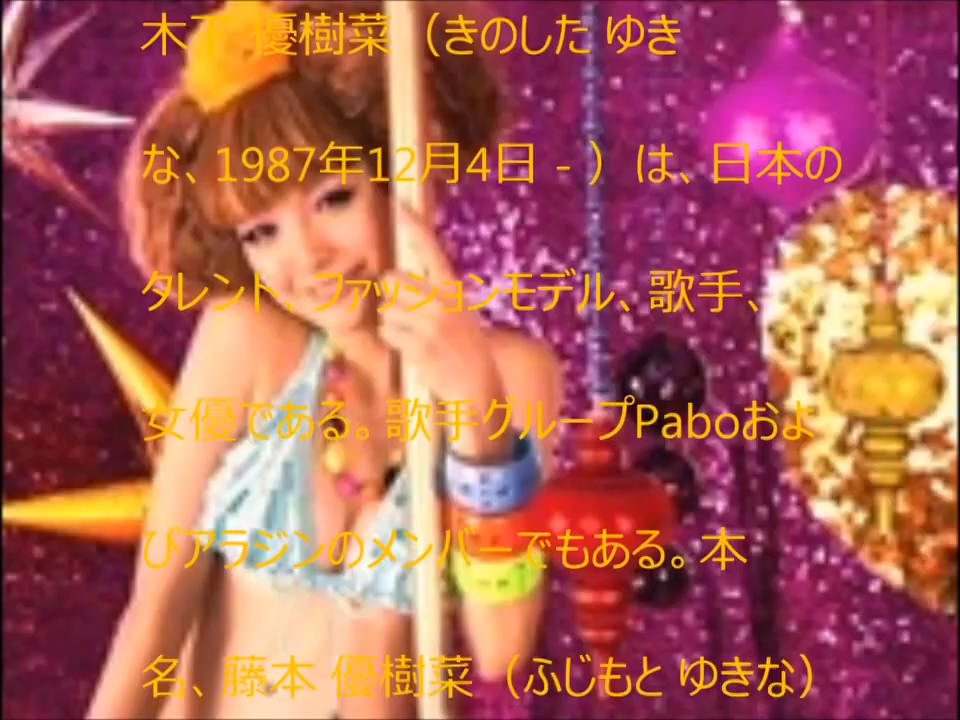 木下 優樹菜（きのした ゆき
な、1987年12月4日 - ）は、日本の
タレント、ファッションモデル、歌手、
女優である。歌手グループPaboおよ
びアラジンのメンバーでもある。本
名、藤本 優樹菜（ふじもと ゆきな）